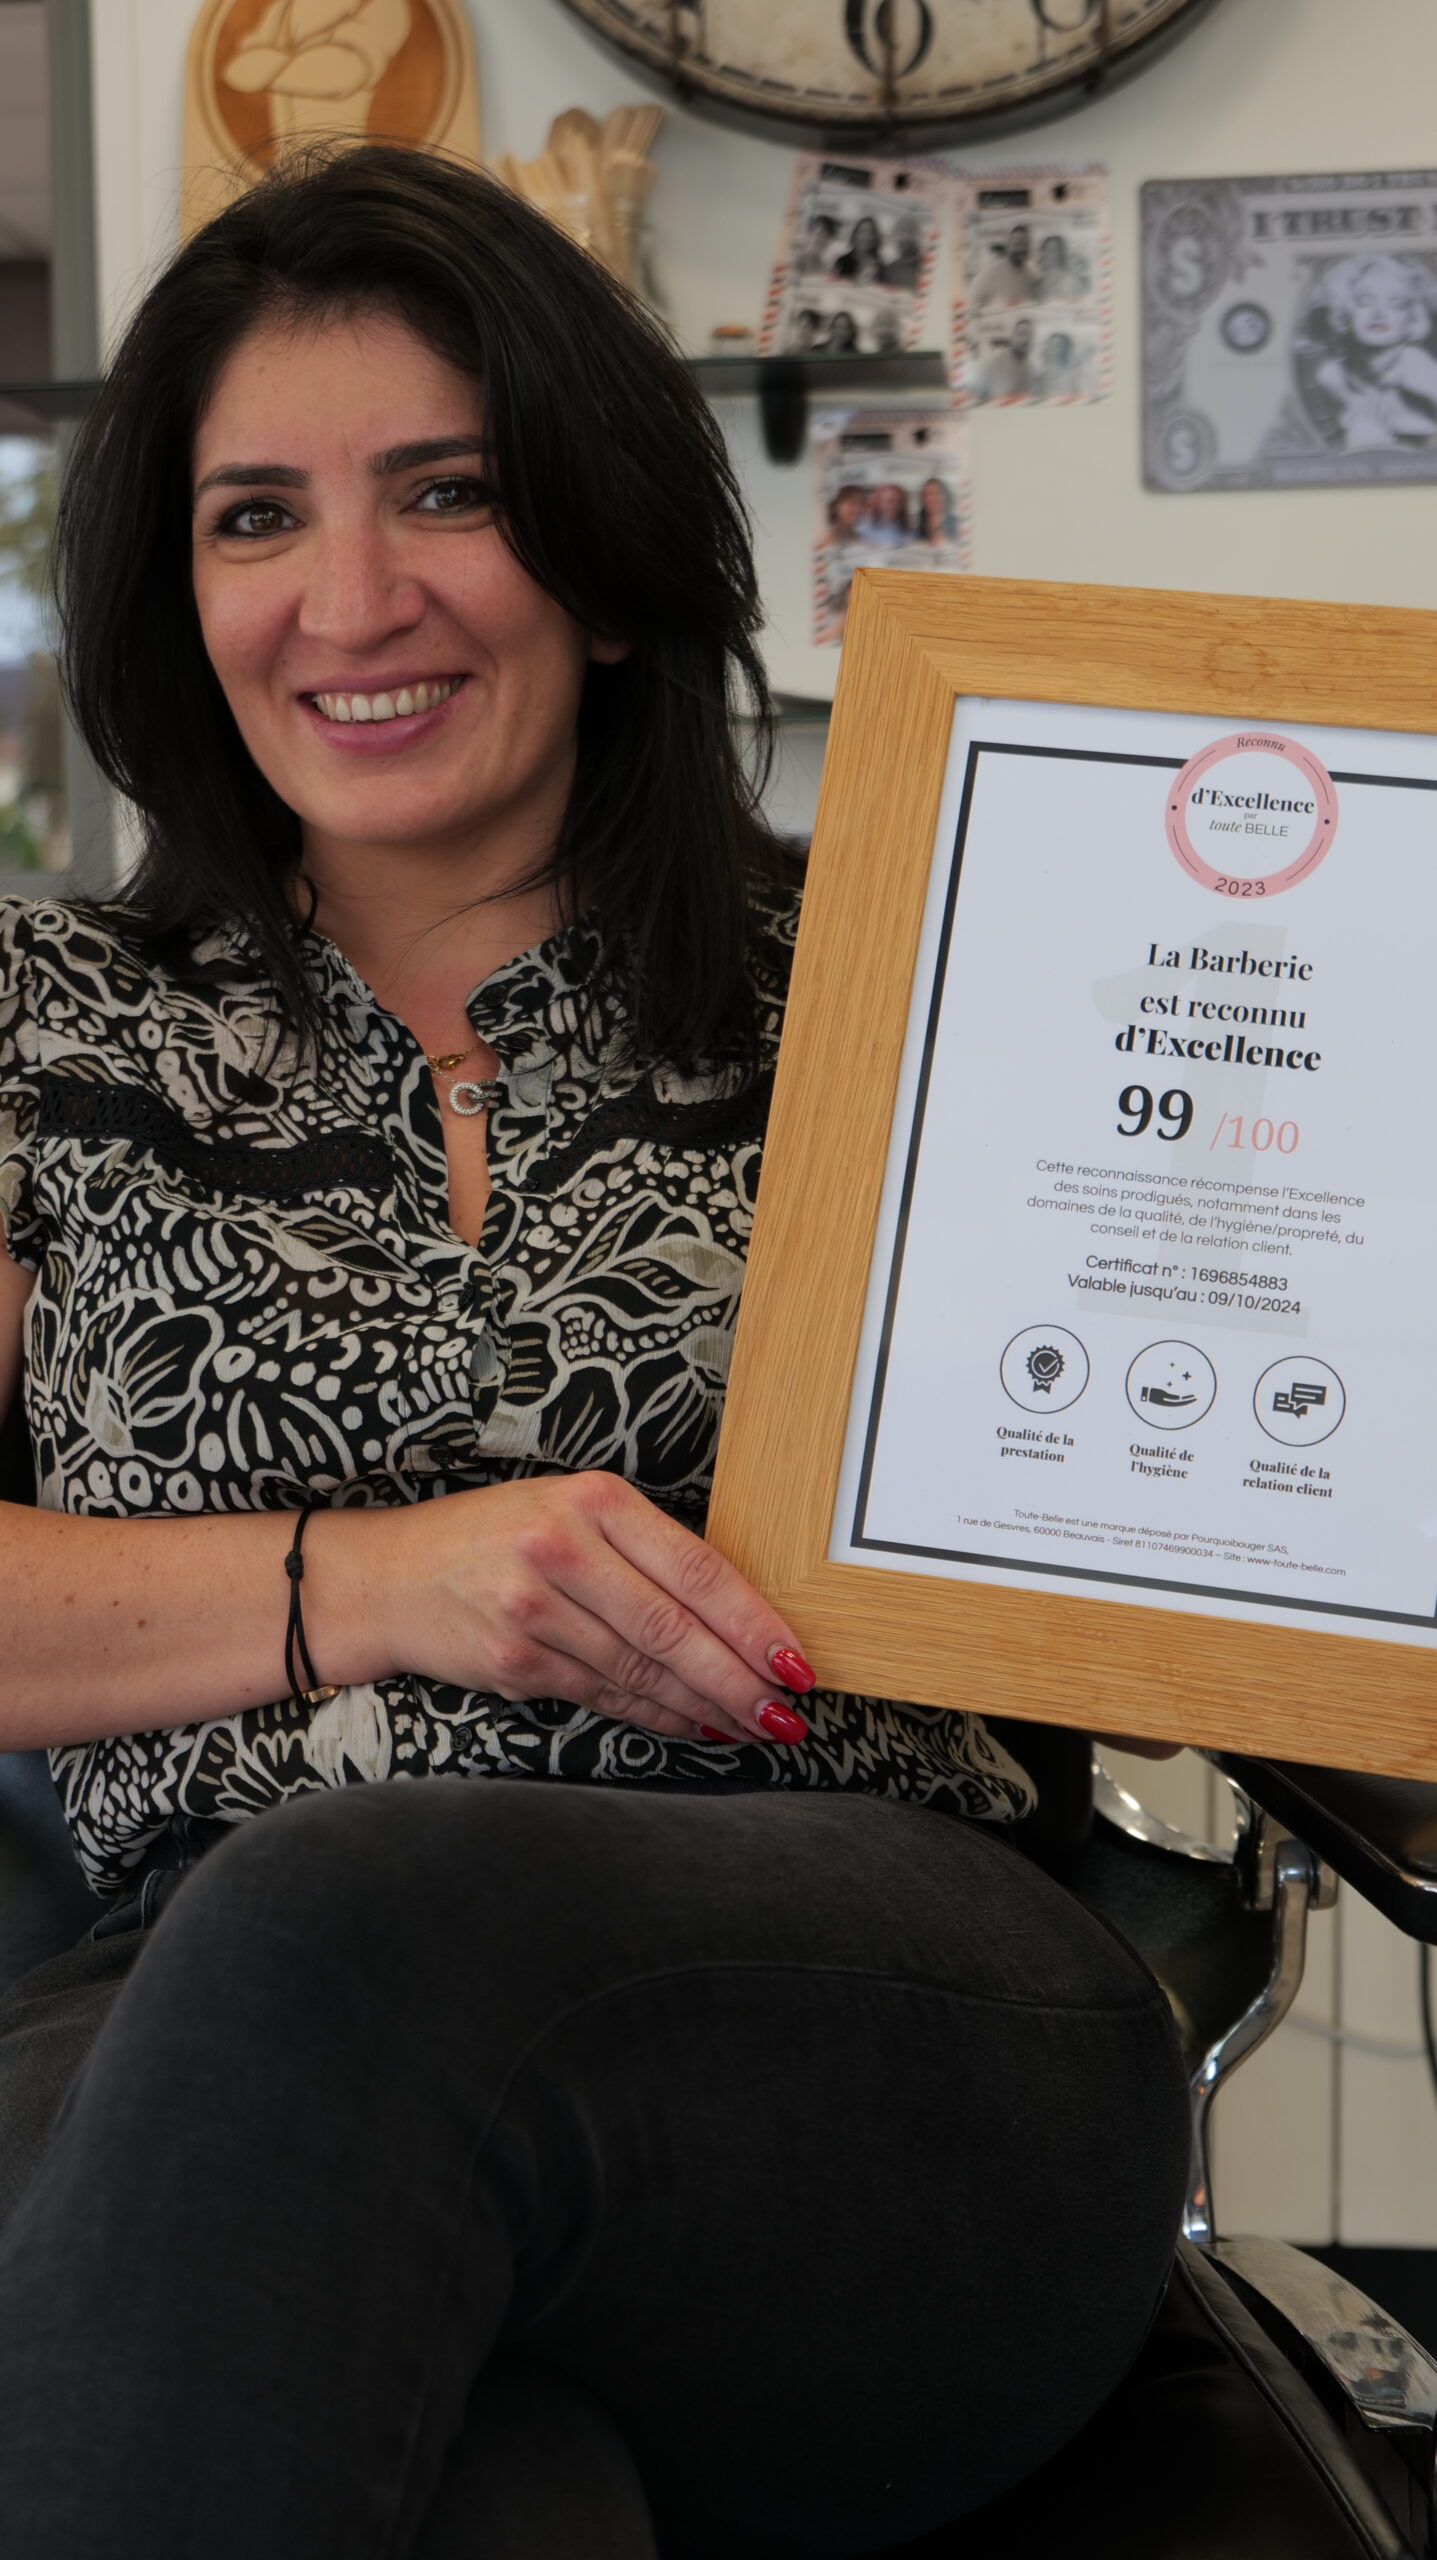 6
I TRUST
Reconnu
d'Excellence
par
toute BELLE
2023
La Barberie
est reconnu
d'Excellence
99 /100
Cette reconnaissance récompense l'Excellence
des soins prodigués, notamment dans les
domaines de la qualité, de l'hygiène/propreté, du
conseil et de la relation client.
Certificat n° : 1696854883
Valable jusqu'au : 09/10/2024
Qualité de la
prestation
Qualité de
l'hygiène
Qualité de la
relation client
Toute-Belle est une marque déposé par Pourquoibouger SAS,
1 rue de Gesvres, 60000 Beauvais - Siret 81107469900034 – Site : www-toute-belle.com